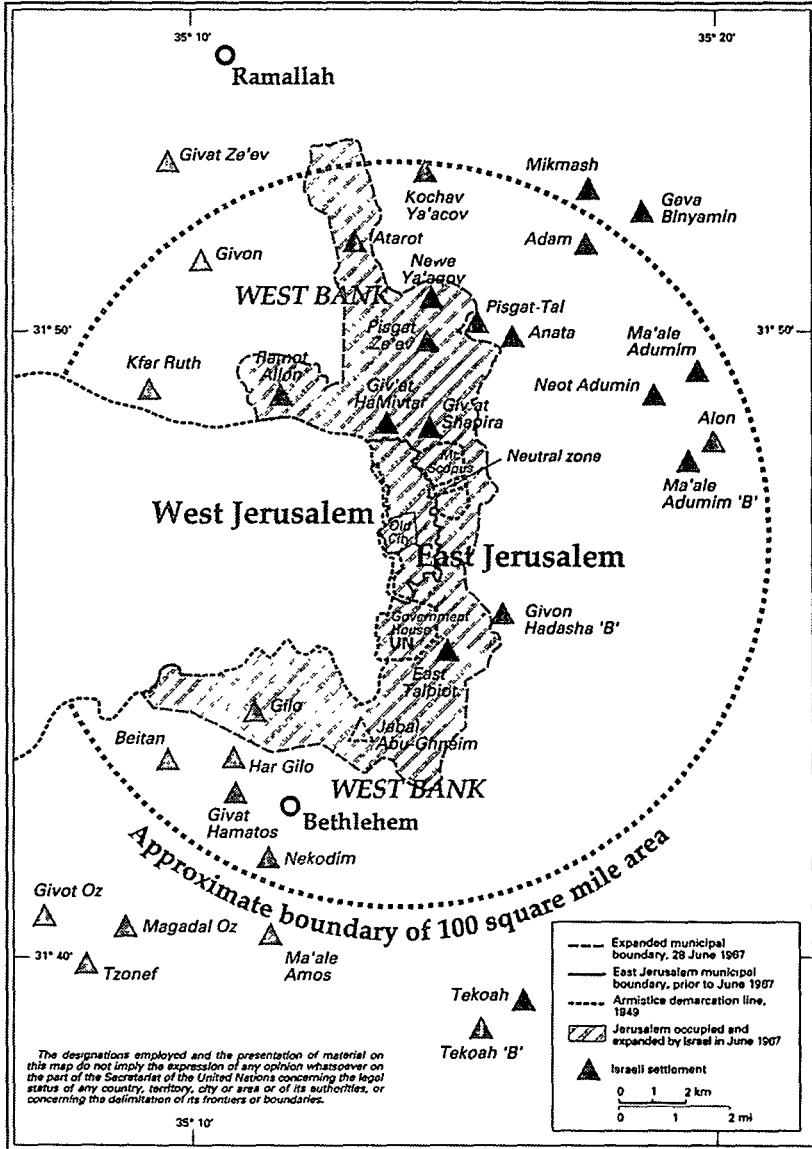 35° 10'
35° 20'
Ramallah
Givat Ze'ev
Kochav
Ya'acov
Mikmash
Geva
Binyamin
Adam
Givon
Atarot
Newe
Ya'aqov
WEST BANK
Pisgat-Tal
31° 50'
31° 50'
Pisgat
Ze'ev
Anata
Ma'ale
Adumim
Kfar Ruth
Ramot
Allon
Neot Adumin
Giv'at
HaMivtar
Giv'at
Shapira
Alon
Mt.
Scopus
Neutral zone
Ma'ale
Adumim 'B'
West Jerusalem
Old
City
East Jerusalem
Government
House
UN
Givon
Hadasha 'B'
East
Talpiot
Gilo
Jabal
Abu-Ghneim
Beitan
Har Gilo
WEST BANK
Givat
Hamatos
Bethlehem
Nekodim
Approximate boundary of 100 square mile area
Givot Oz
Magadal Oz
Ma'ale
Amos
31° 40'
Tzonef
Tekoah
Tekoah 'B'
Expanded municipal
boundary, 28 June 1967
East Jerusalem municipal
boundary, prior to June 1967
Armistice demarcation line,
1949
Jerusalem occupied and
expanded by Israel in June 1967
Israeli settlement
0 1 2 km
0 1 2 mi
The designations employed and the presentation of material on
this map do not imply the expression of any opinion whatsoever on
the part of the Secretariat of the United Nations concerning the legal
status of any country, territory, city or area or of its authorities, or
concerning the delimitation of its frontiers or boundaries.
35° 10'